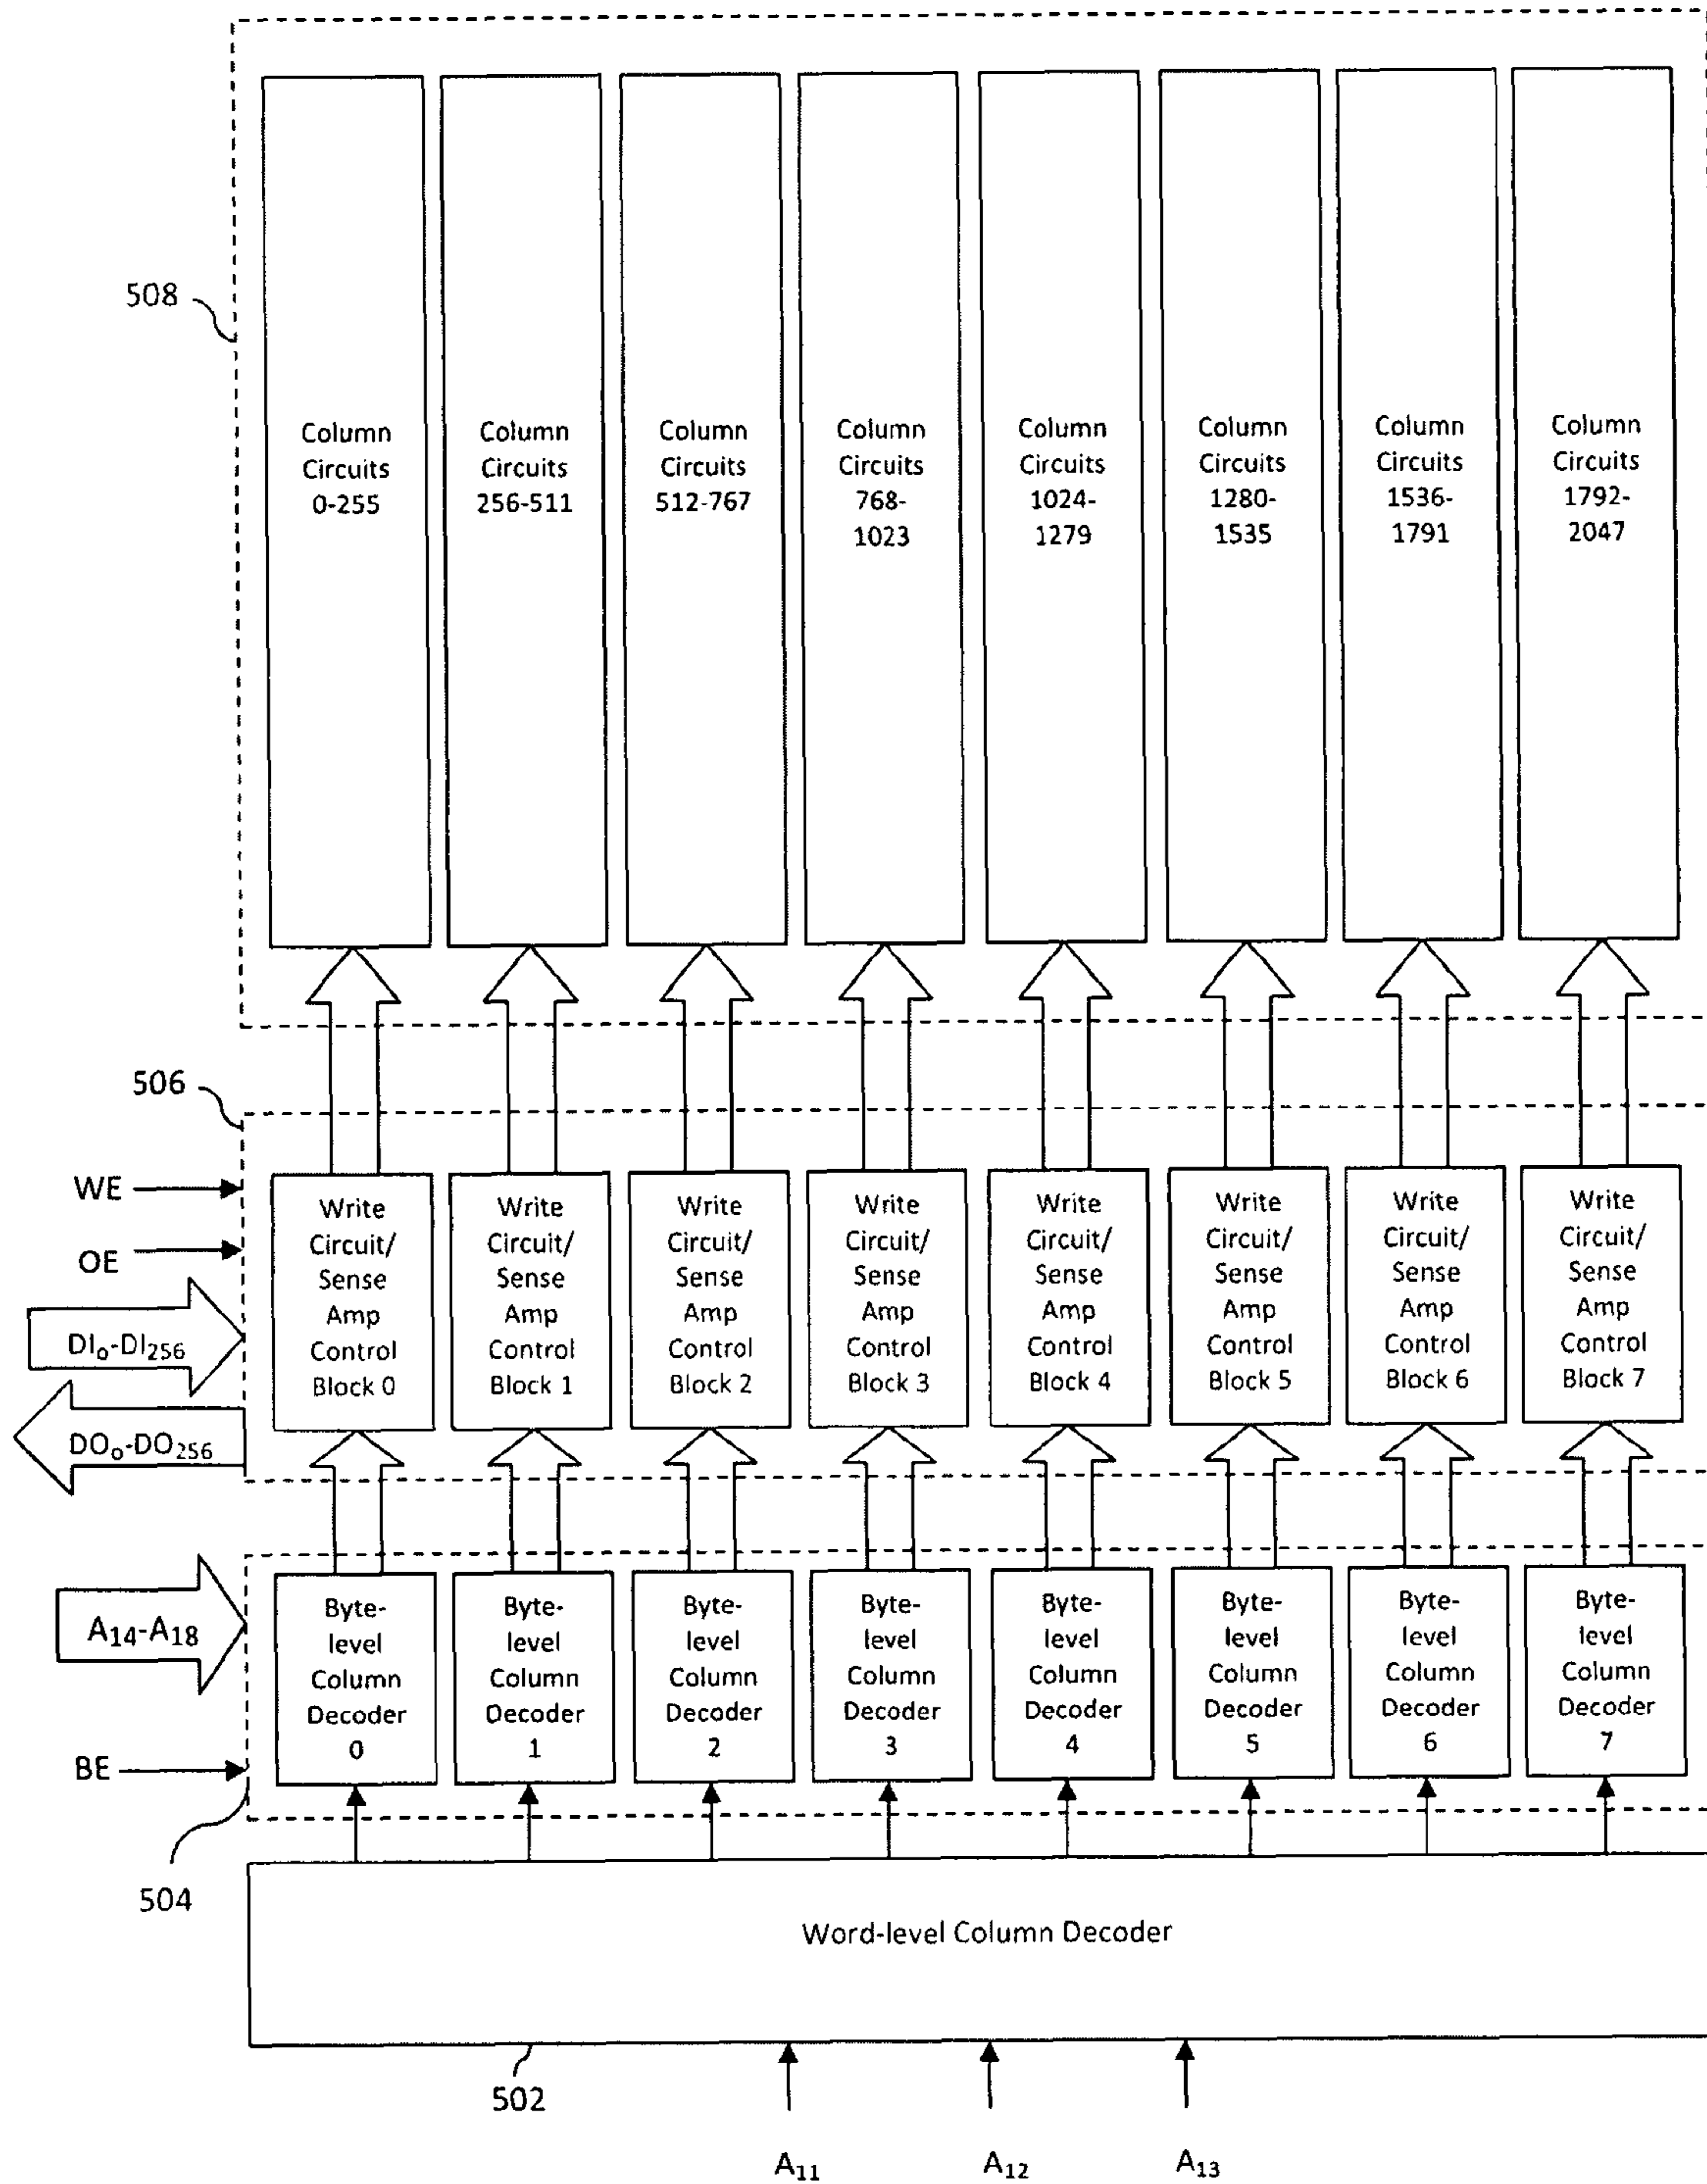 508
Column
Circuits
0-255
Column
Circuits
256-511
Column
Circuits
512-767
Column
Circuits
768-
1023
Column
Circuits
1024-
1279
Column
Circuits
1280-
1535
Column
Circuits
1536-
1791
Column
Circuits
1792-
2047
506
WE
OE
DIo-DI256
DOo-DO256
Write
Circuit/
Sense
Amp
Control
Block 0
Write
Circuit/
Sense
Amp
Control
Block 1
Write
Circuit/
Sense
Amp
Control
Block 2
Write
Circuit/
Sense
Amp
Control
Block 3
Write
Circuit/
Sense
Amp
Control
Block 4
Write
Circuit/
Sense
Amp
Control
Block 5
Write
Circuit/
Sense
Amp
Control
Block 6
Write
Circuit/
Sense
Amp
Control
Block 7
A14-A18
BE
504
Byte-
level
Column
Decoder
0
Byte-
level
Column
Decoder
1
Byte-
level
Column
Decoder
2
Byte-
level
Column
Decoder
3
Byte-
level
Column
Decoder
4
Byte-
level
Column
Decoder
5
Byte-
level
Column
Decoder
6
Byte-
level
Column
Decoder
7
Word-level Column Decoder
502
A11
A12
A13